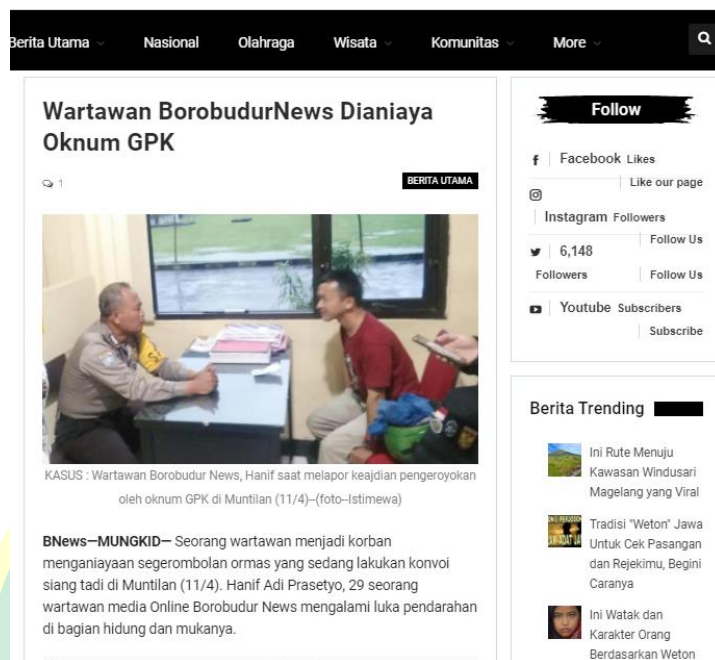 Berita Utama
Nasional
Olahraga
Wisata
Komunitas
More
Wartawan BorobudurNews Dianiaya
Oknum GPK
1
BERITA UTAMA
KASUS : Wartawan Borobudur News, Hanif saat melapor keajdian pengeroyokan
oleh oknum GPK di Muntilan (11/4)--(foto--Istimewa)
BNews—MUNGKID— Seorang wartawan menjadi korban
menganiayaan segerombolan ormas yang sedang lakukan konvoi
siang tadi di Muntilan (11/4). Hanif Adi Prasetyo, 29 seorang
wartawan media Online Borobudur News mengalami luka pendarahan
di bagian hidung dan mukanya.
Follow
Facebook Likes
Like our page
Instagram Followers
Follow Us
6,148
Followers
Follow Us
Youtube Subscribers
Subscribe
Berita Trending
Ini Rute Menuju
Kawasan Windusari
Magelang yang Viral
Tradisi "Weton" Jawa
Untuk Cek Pasangan
dan Rejekimu, Begini
Caranya
Ini Watak dan
Karakter Orang
Berdasarkan Weton